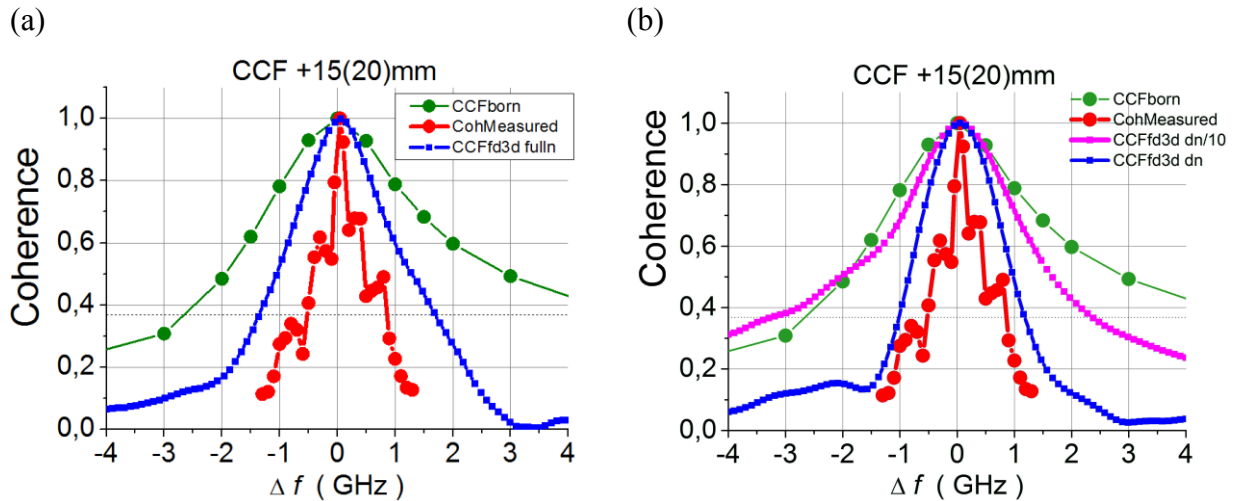 (a)
CCF +15(20)mm
CCFborn
CohMeasured
CCFfd3d fulln
1,0
0,8
0,6
0,4
0,2
0,0
Coherence
-4 -3 -2 -1 0 1 2 3 4
Δ f ( GHz )
(b)
CCF +15(20)mm
CCFborn
CohMeasured
CCFfd3d dn/10
CCFfd3d dn
1,0
0,8
0,6
0,4
0,2
0,0
Coherence
-4 -3 -2 -1 0 1 2 3 4
Δ f ( GHz )